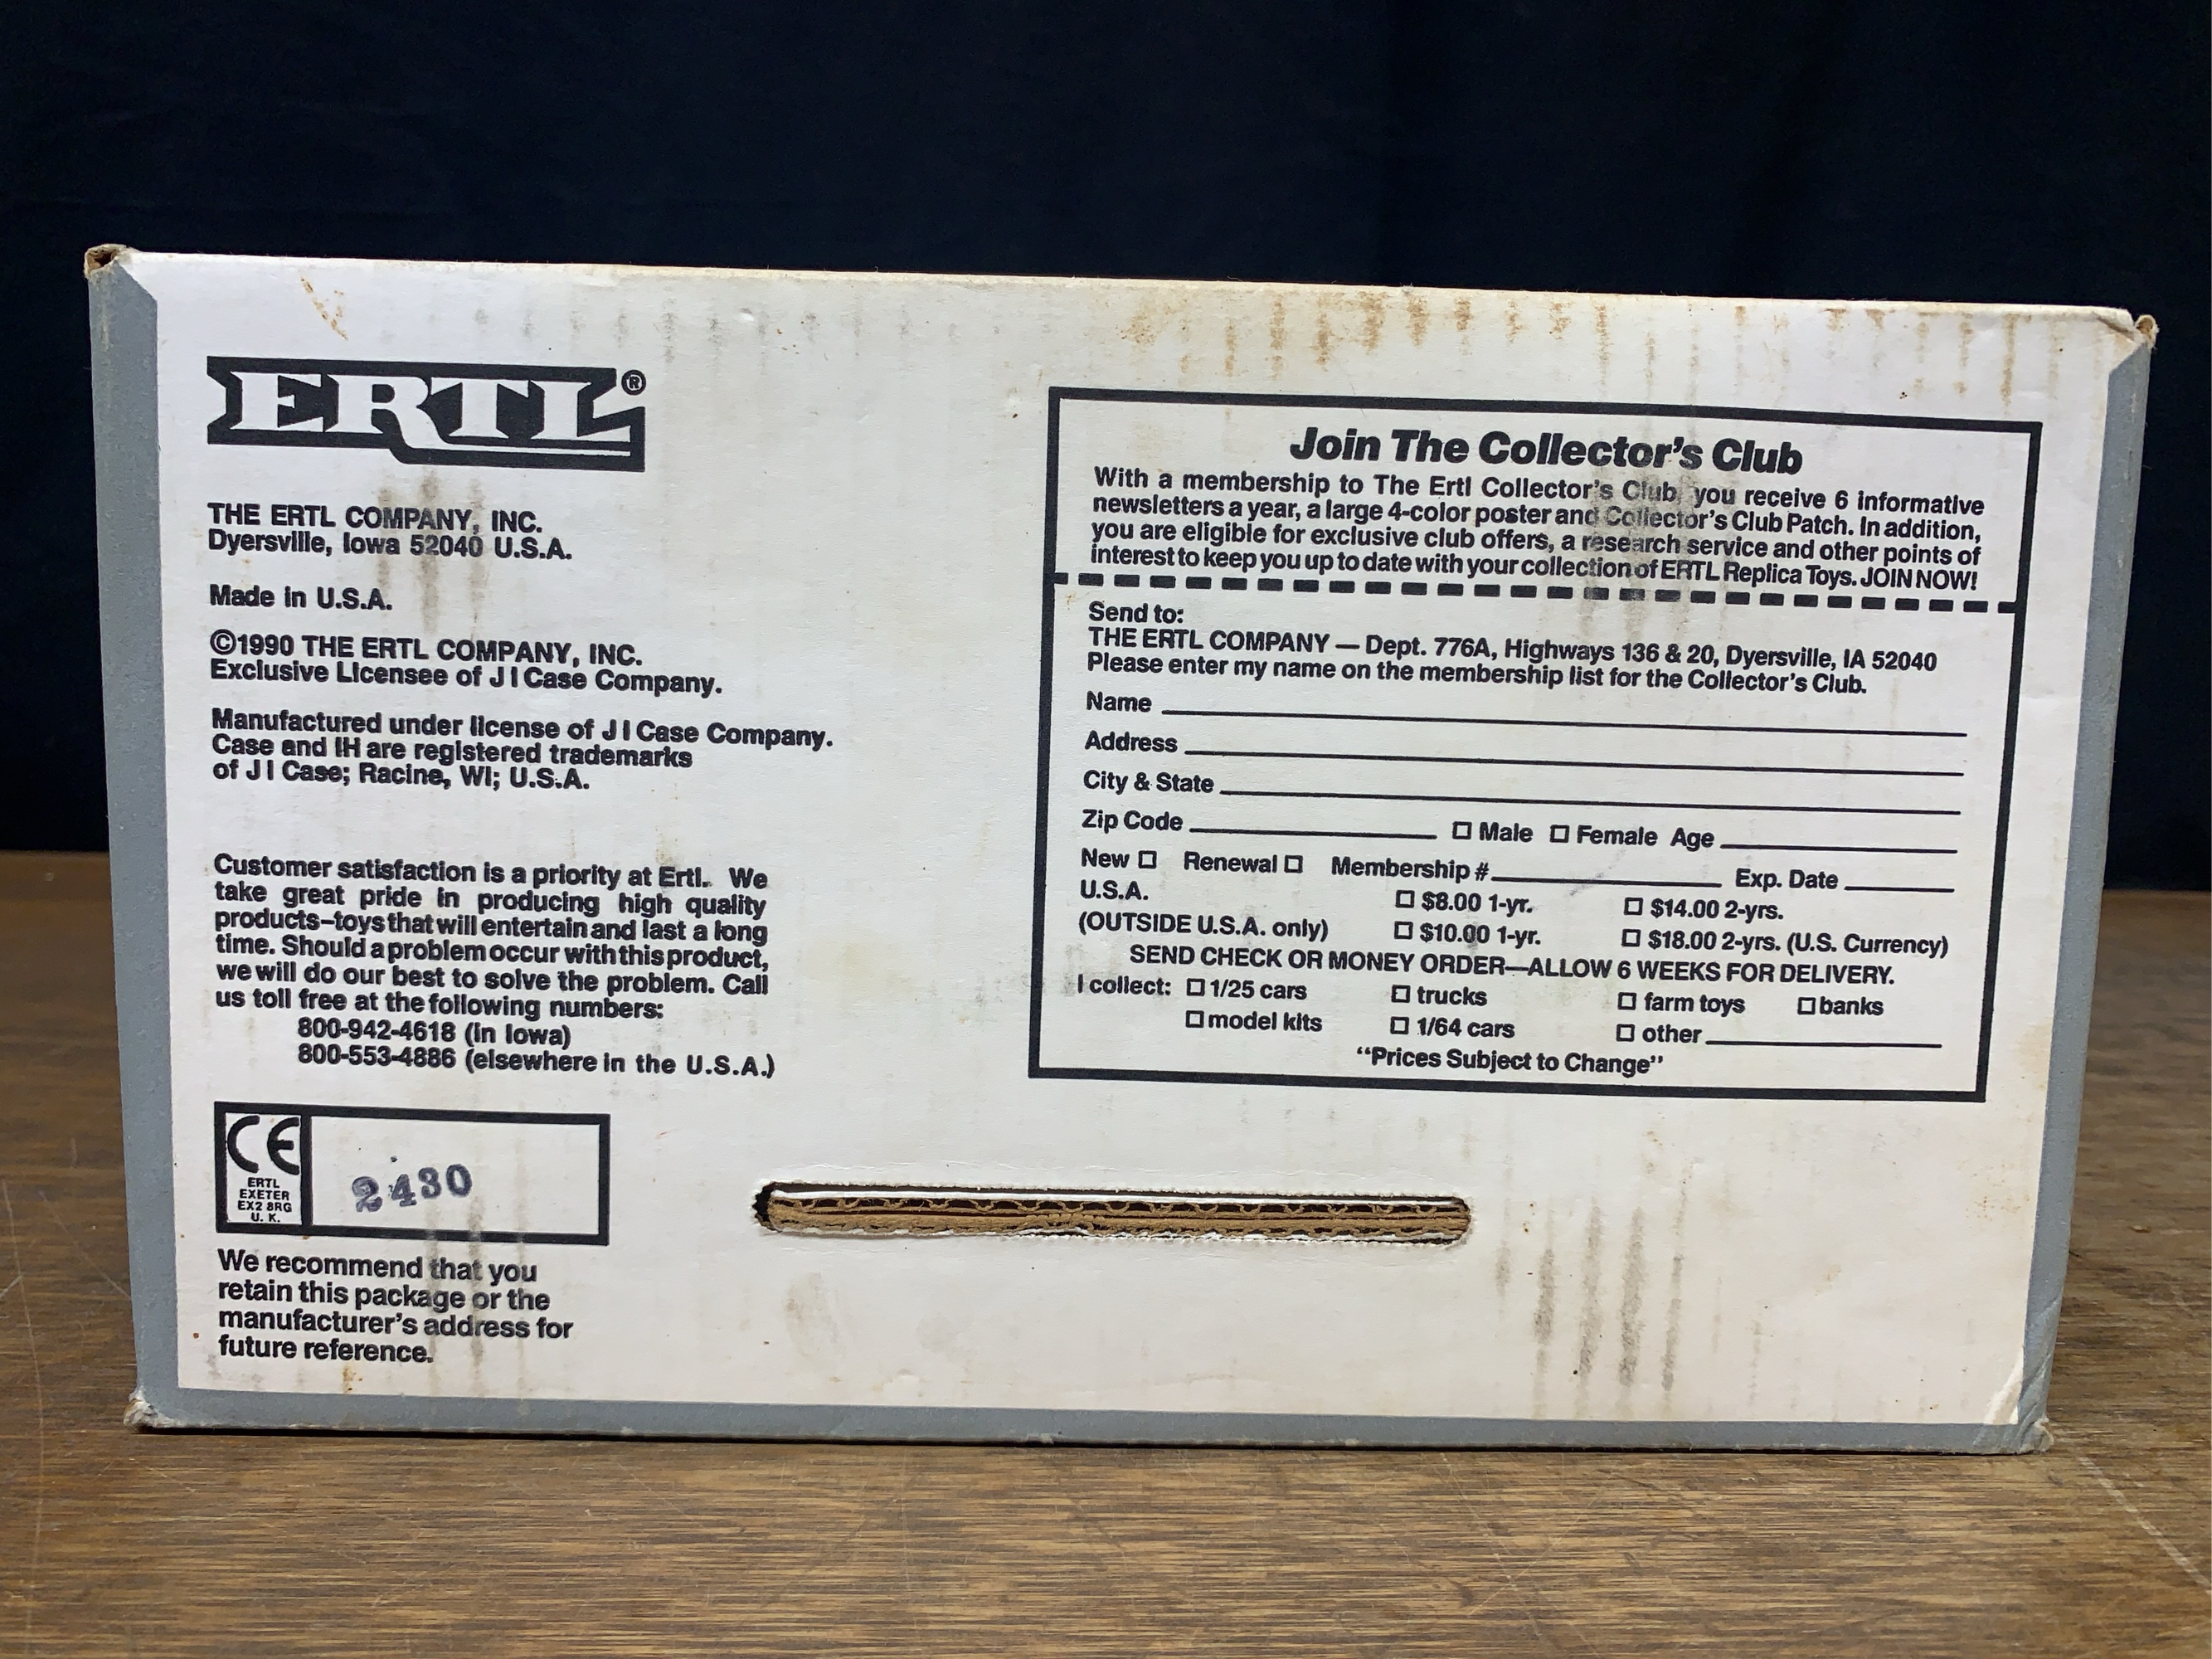 ERTL®
THE ERTL COMPANY, INC.
Dyersville, Iowa 52040 U.S.A.
Made in U.S.A.
©1990 THE ERTL COMPANY, INC.
Exclusive Licensee of J I Case Company.
Manufactured under license of J I Case Company.
Case and IH are registered trademarks
of J I Case; Racine, WI; U.S.A.
Customer satisfaction is a priority at Ertl. We
take great pride in producing high quality
products–toys that will entertain and last a long
time. Should a problem occur with this product,
we will do our best to solve the problem. Call
us toll free at the following numbers:
800-942-4618 (in Iowa)
800-553-4886 (elsewhere in the U.S.A.)
CE
ERTL
EXETER
EX2 8RG
U. K.
2430
We recommend that you
retain this package or the
manufacturer's address for
future reference.
Join The Collector's Club
With a membership to The Ertl Collector's Club, you receive 6 informative
newsletters a year, a large 4-color poster and Collector's Club Patch. In addition,
you are eligible for exclusive club offers, a research service and other points of
interest to keep you up to date with your collection of ERTL Replica Toys. JOIN NOW!
Send to:
THE ERTL COMPANY — Dept. 776A, Highways 136 & 20, Dyersville, IA 52040
Please enter my name on the membership list for the Collector's Club.
Name
Address
City & State
Zip Code □ Male □ Female Age
New □ Renewal □ Membership # Exp. Date
U.S.A. □ $8.00 1-yr. □ $14.00 2-yrs.
(OUTSIDE U.S.A. only) □ $10.00 1-yr. □ $18.00 2-yrs. (U.S. Currency)
SEND CHECK OR MONEY ORDER—ALLOW 6 WEEKS FOR DELIVERY.
I collect: □ 1/25 cars □ trucks □ farm toys □ banks
□ model kits □ 1/64 cars □ other
"Prices Subject to Change"